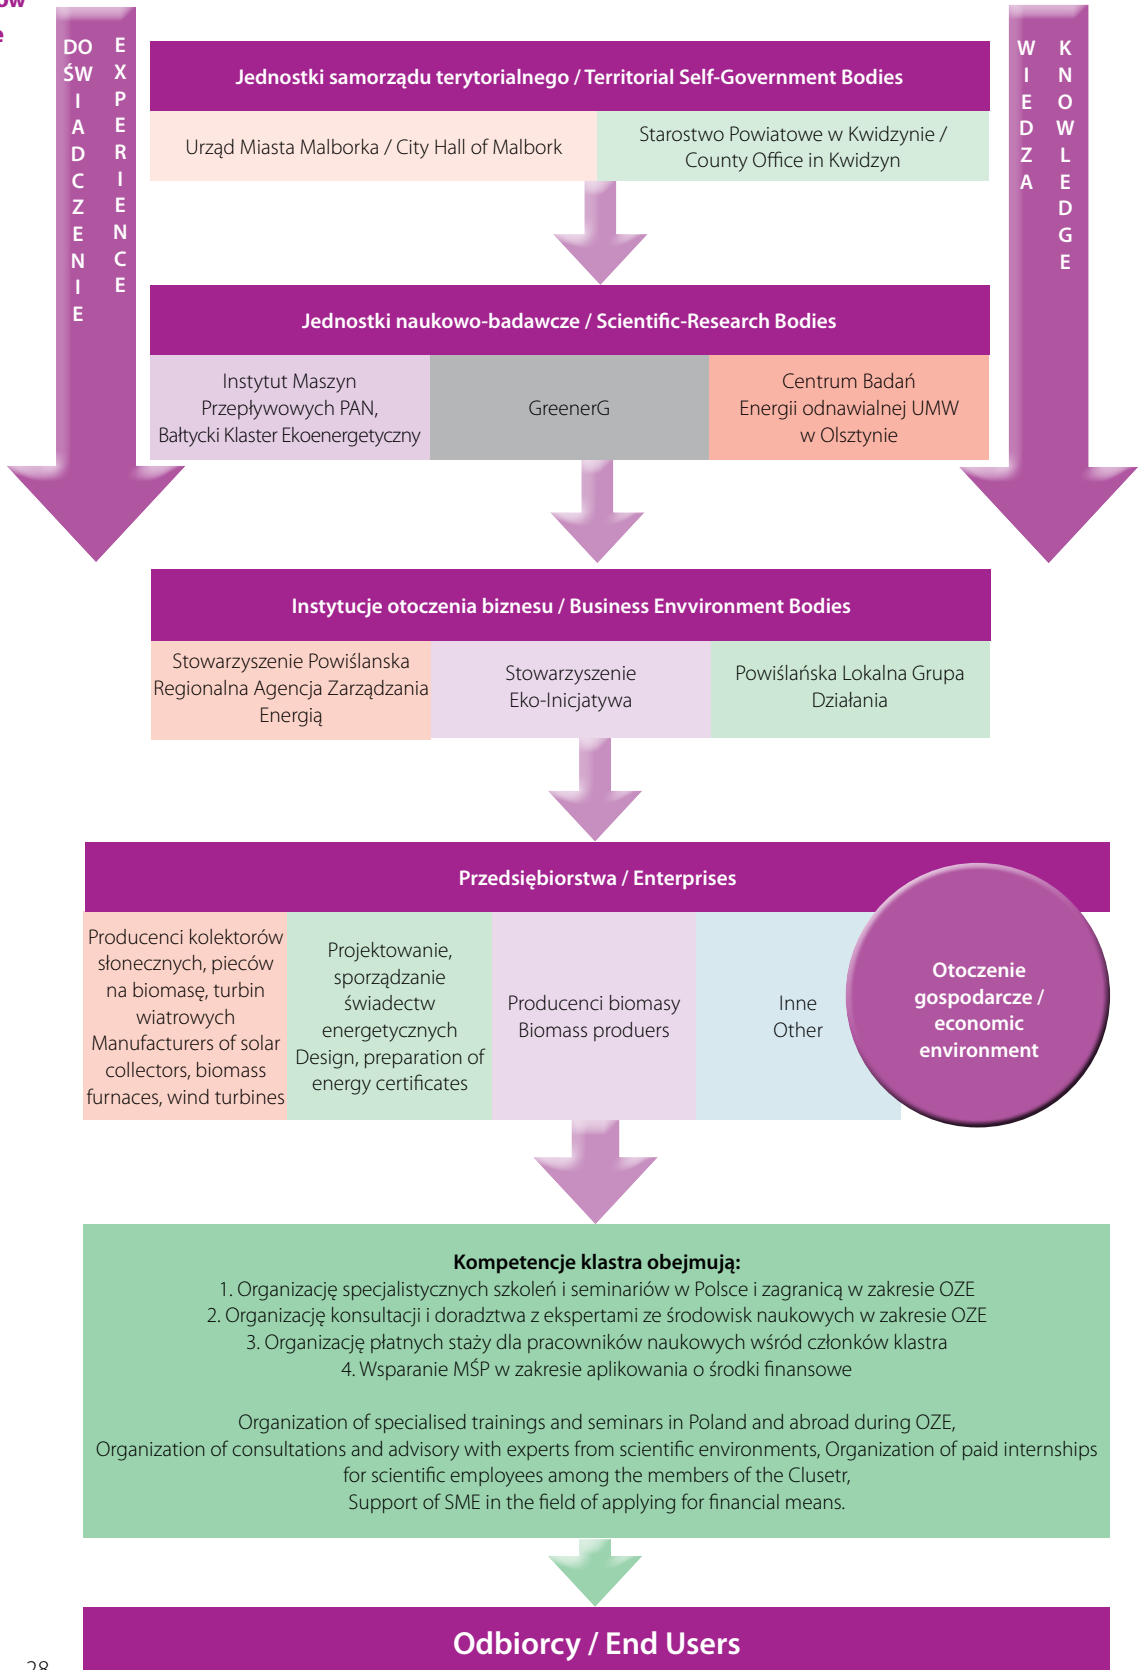 ów
e
DO
ŚW
I
A
D
C
Z
E
N
I
E
E
X
P
E
R
I
E
N
C
E
W
I
E
D
Z
A
K
N
O
W
L
E
D
G
E
Jednostki samorządu terytorialnego / Territorial Self-Government Bodies
Urząd Miasta Malborka / City Hall of Malbork
Starostwo Powiatowe w Kwidzynie /
County Office in Kwidzyn
Jednostki naukowo-badawcze / Scientific-Research Bodies
Instytut Maszyn
Przepływowych PAN,
Bałtycki Klaster Ekoenergetyczny
GreenerG
Centrum Badań
Energii odnawialnej UMW
w Olsztynie
Instytucje otoczenia biznesu / Business Envvironment Bodies
Stowarzyszenie Powiślanska
Regionalna Agencja Zarządzania
Energią
Stowarzyszenie
Eko-Inicjatywa
Powiślańska Lokalna Grupa
Działania
Przedsiębiorstwa / Enterprises
Producenci kolektorów
słonecznych, pieców
na biomasę, turbin
wiatrowych
Manufacturers of solar
collectors, biomass
furnaces, wind turbines
Projektowanie,
sporządzanie
świadectw
energetycznych
Design, preparation of
energy certificates
Producenci biomasy
Biomass produers
Inne
Other
Otoczenie
gospodarcze /
economic
environment
Kompetencje klastra obejmują:
1. Organizację specjalistycznych szkoleń i seminariów w Polsce i zagranicą w zakresie OZE
2. Organizację konsultacji i doradztwa z ekspertami ze środowisk naukowych w zakresie OZE
3. Organizację płatnych staży dla pracowników naukowych wśród członków klastra
4. Wsparanie MŚP w zakresie aplikowania o środki finansowe
Organization of specialised trainings and seminars in Poland and abroad during OZE,
Organization of consultations and advisory with experts from scientific environments, Organization of paid internships
for scientific employees among the members of the Clusetr,
Support of SME in the field of applying for financial means.
Odbiorcy / End Users
28